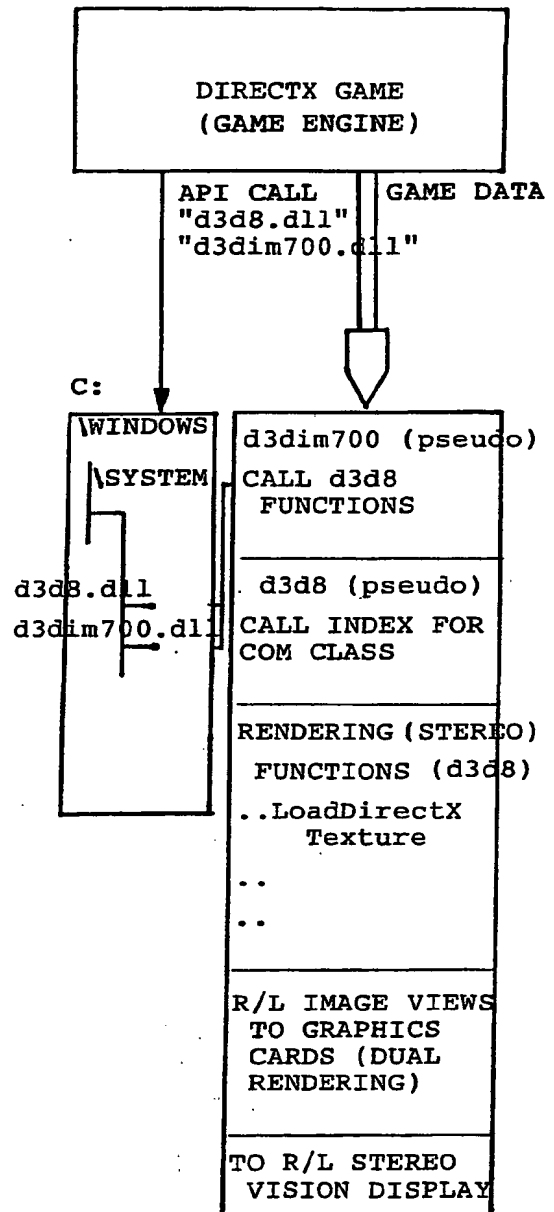 DIRECTX GAME
(GAME ENGINE)
API CALL
"d3d8.dll"
"d3dim700.dll"
GAME DATA
C:
\WINDOWS
\SYSTEM
d3d8.dll
d3dim700.dll
d3dim700 (pseudo)
CALL d3d8
FUNCTIONS
d3d8 (pseudo)
CALL INDEX FOR
COM CLASS
RENDERING (STEREO)
FUNCTIONS (d3d8)
..LoadDirectX
Texture
..
..
R/L IMAGE VIEWS
TO GRAPHICS
CARDS (DUAL
RENDERING)
TO R/L STEREO
VISION DISPLAY